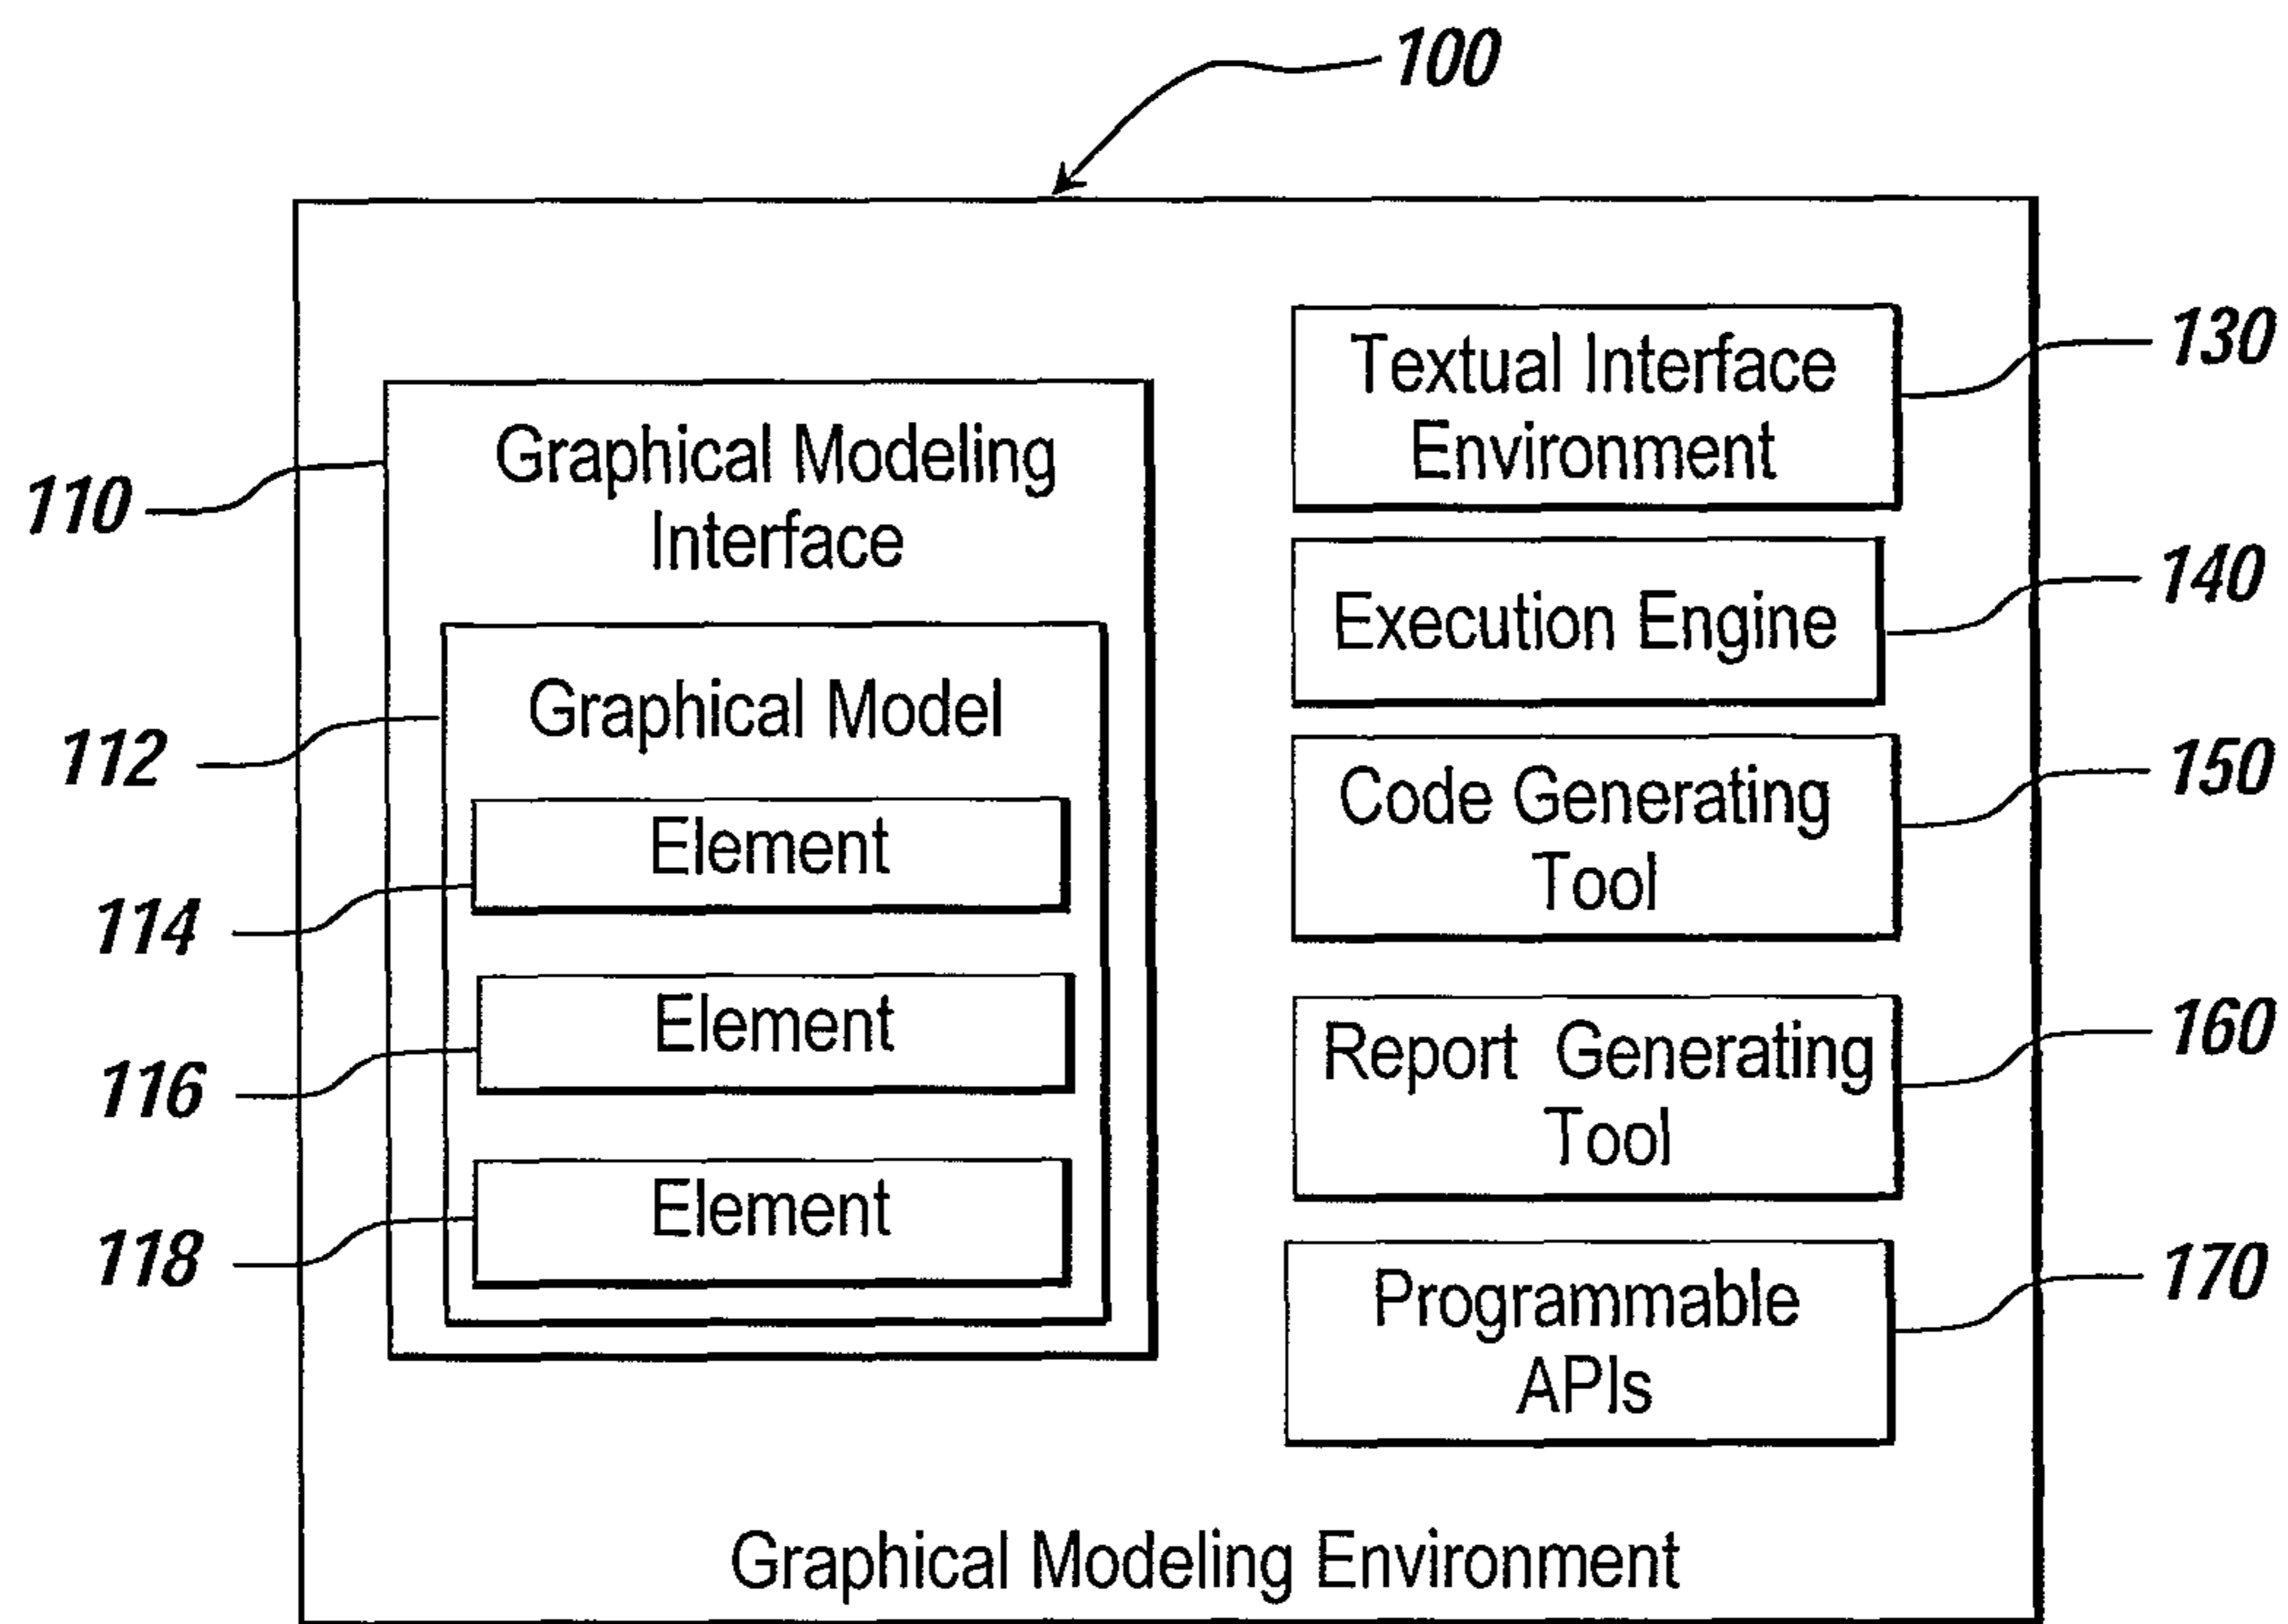 100
Graphical Modeling
Interface
110
Graphical Model
112
Element
114
Element
116
Element
118
Textual Interface
Environment
130
Execution Engine
140
Code Generating
Tool
150
Report Generating
Tool
160
Programmable
APIs
170
Graphical Modeling Environment